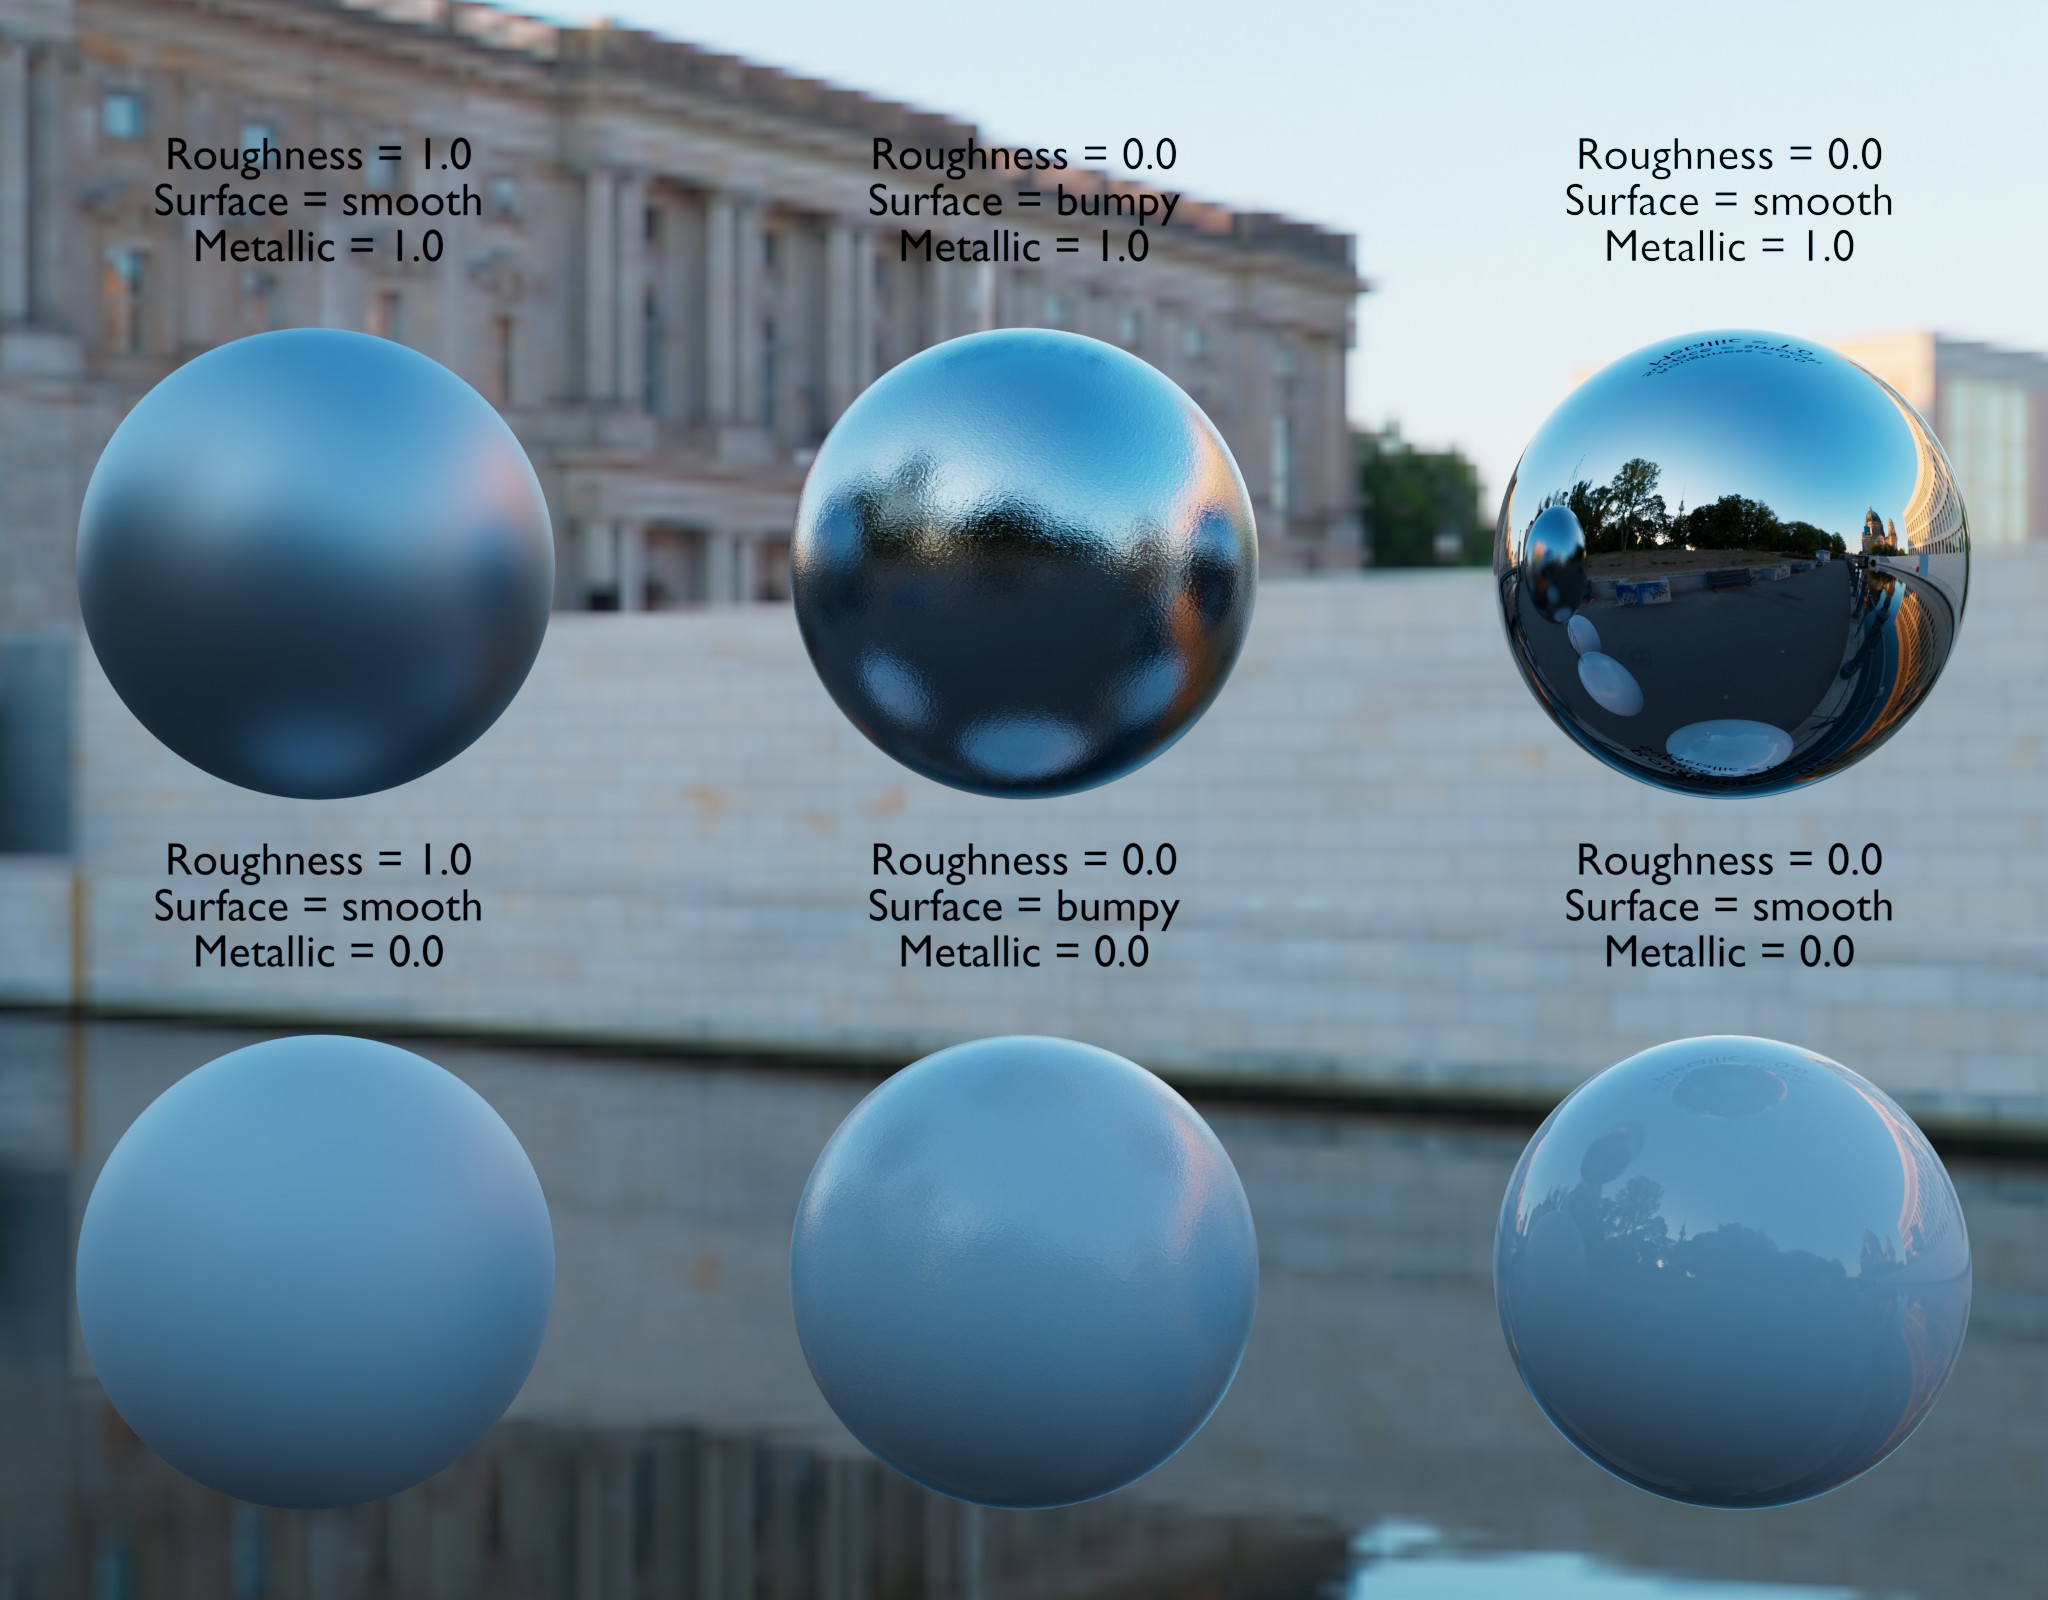 Roughness = 1.0
Surface = smooth
Metallic = 1.0
Roughness = 0.0
Surface = bumpy
Metallic = 1.0
Roughness = 0.0
Surface = smooth
Metallic = 1.0
Roughness = 1.0
Surface = smooth
Metallic = 0.0
Roughness = 0.0
Surface = bumpy
Metallic = 0.0
Roughness = 0.0
Surface = smooth
Metallic = 0.0